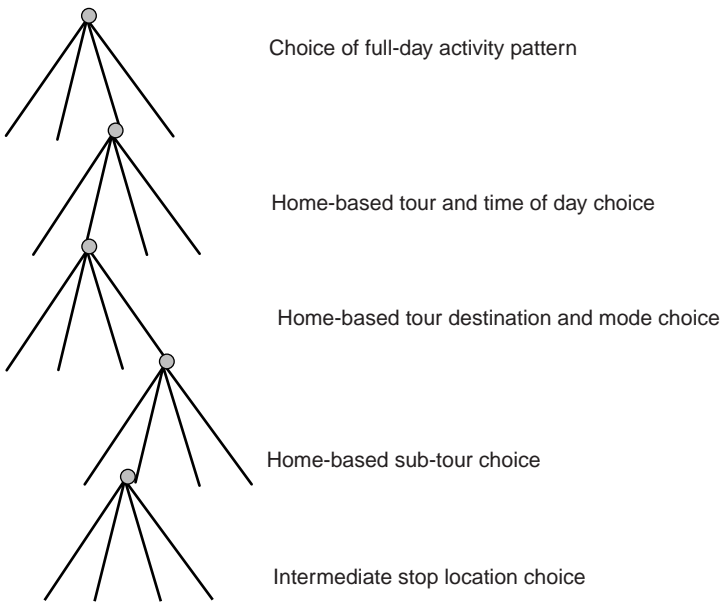 Choice of full-day activity pattern
Home-based tour and time of day choice
Home-based tour destination and mode choice
Home-based sub-tour choice
Intermediate stop location choice